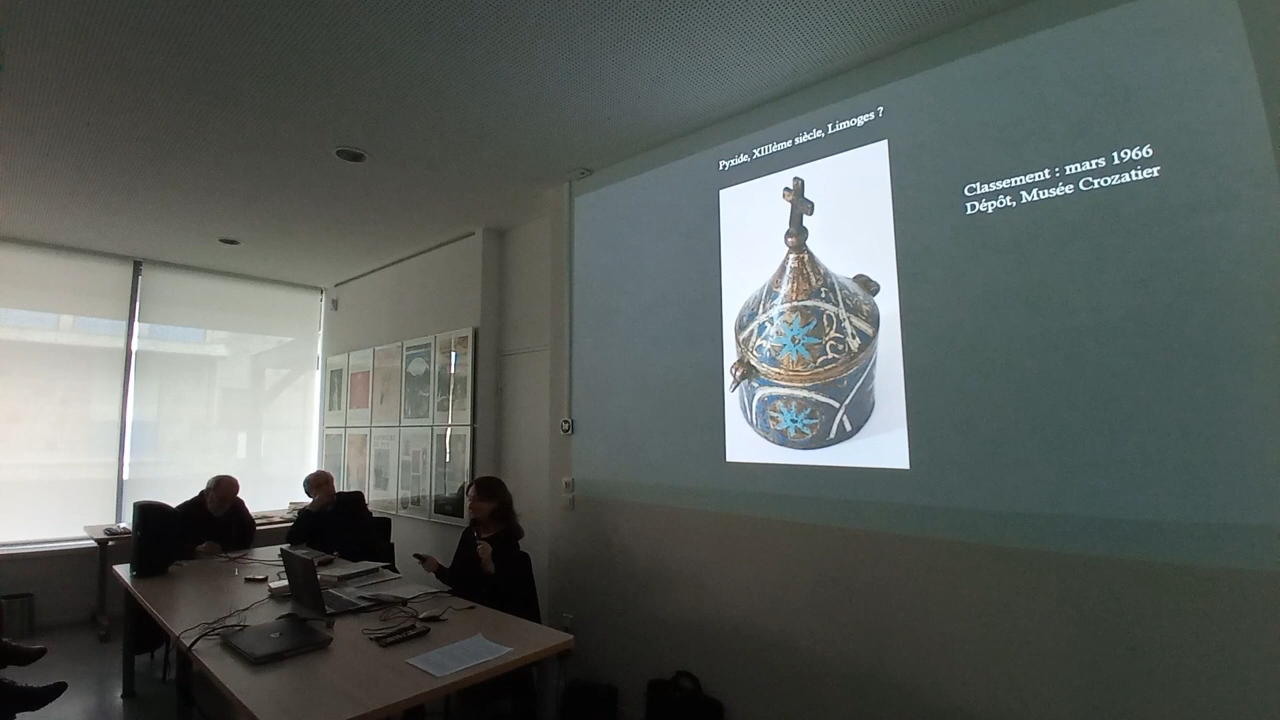 Pyxide, XIIIème siècle, Limoges ?
Classement : mars 1966
Dépôt, Musée Crozatier